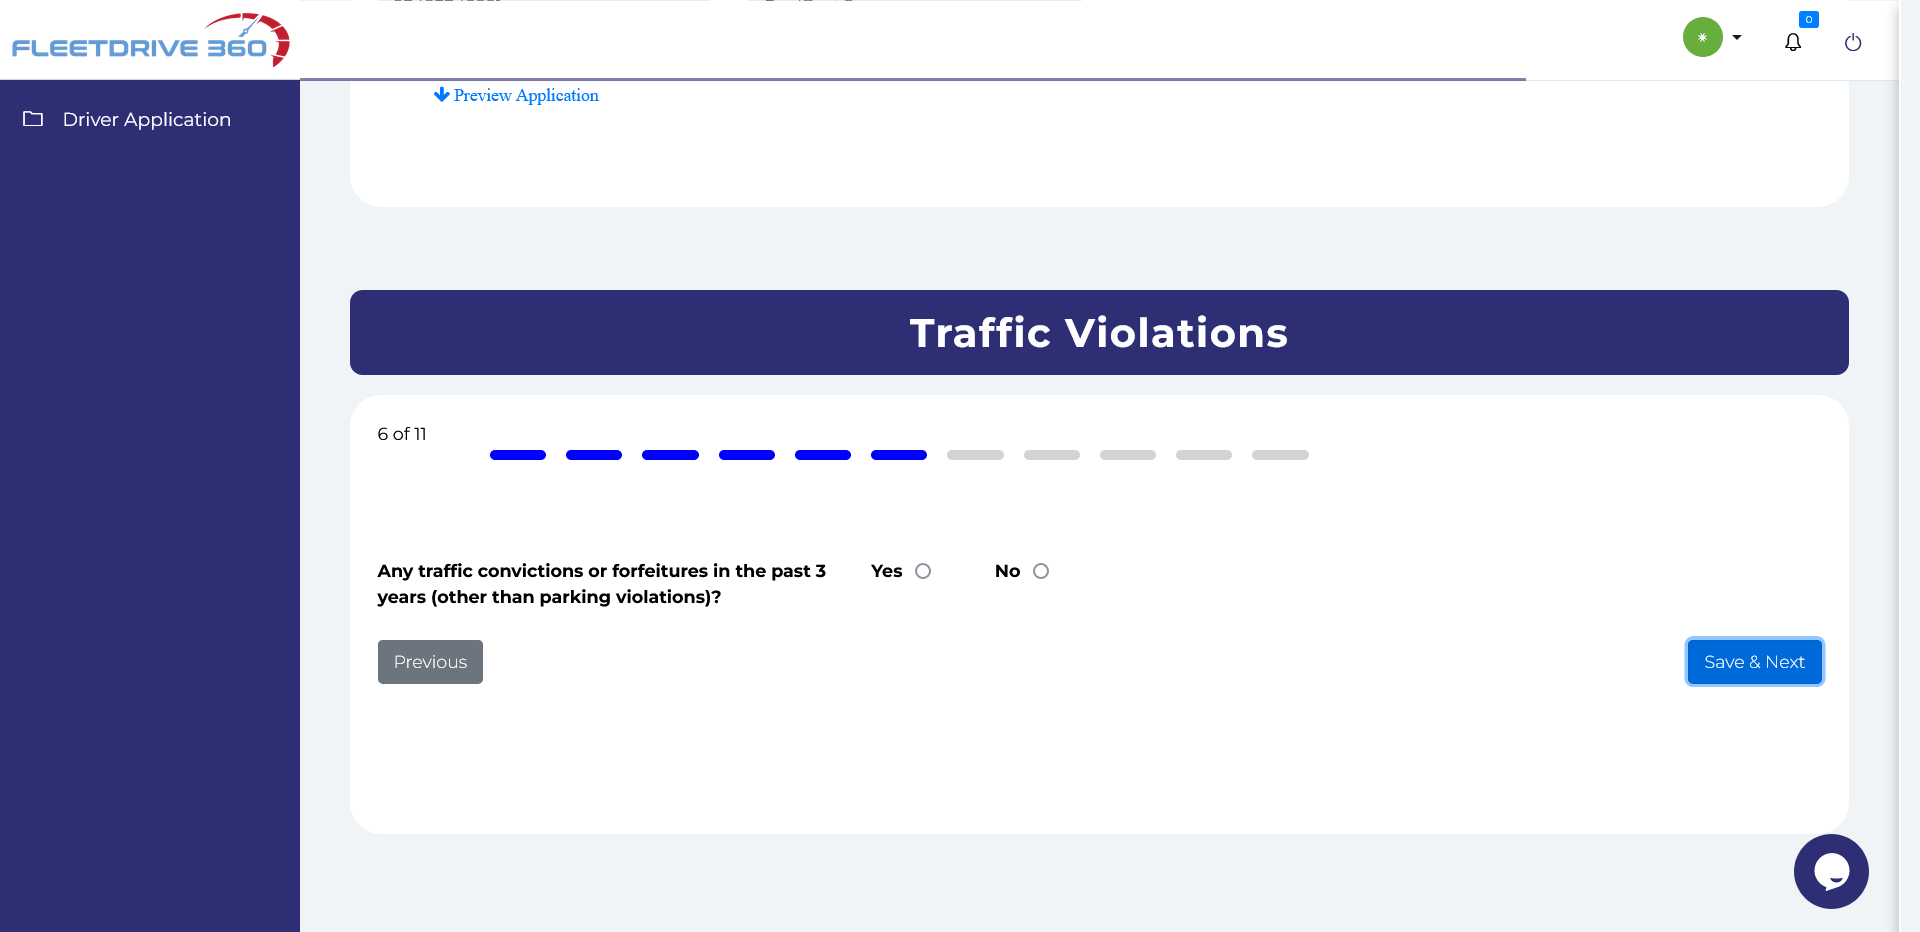 FLEETDRIVE 360
0
Driver Application
Preview Application
Traffic Violations
6 of 11
Any traffic convictions or forfeitures in the past 3
years (other than parking violations)?
Yes
No
Previous
Save & Next